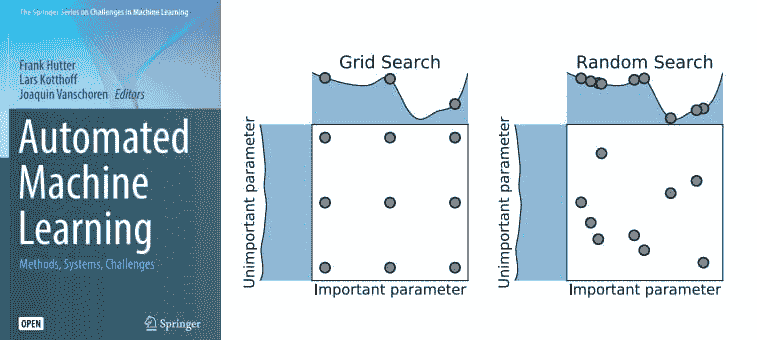 The Springer Series on Challenges in Machine Learning
Frank Hutter
Lars Kotthoff
Joaquin Vanschoren Editors
Automated
Machine
Learning
Methods, Systems, Challenges
OPEN
Springer
Grid Search
Unimportant parameter
Important parameter
Random Search
Unimportant parameter
Important parameter